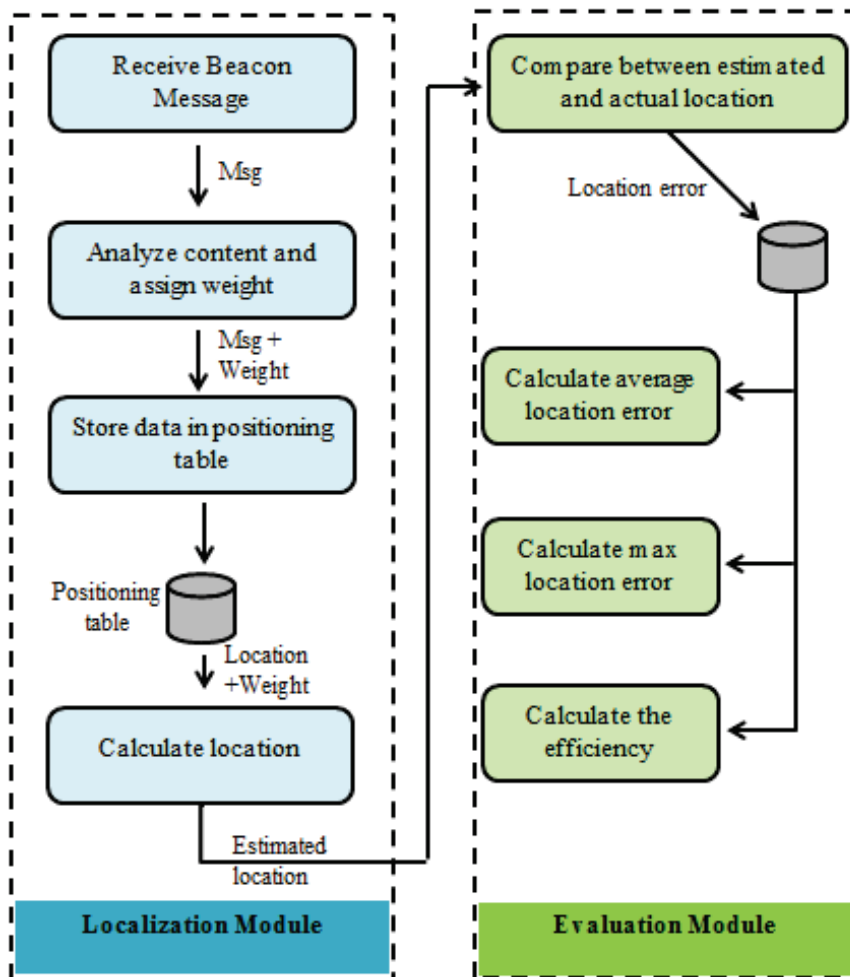 Receive Beacon
Message
Msg
Analyze content and
assign weight
Msg +
Weight
Store data in positioning
table
Positioning
table
Location
+Weight
Calculate location
Estimated
location
Localization Module
Compare between estimated
and actual location
Location error
Calculate average
location error
Calculate max
location error
Calculate the
efficiency
Evaluation Module